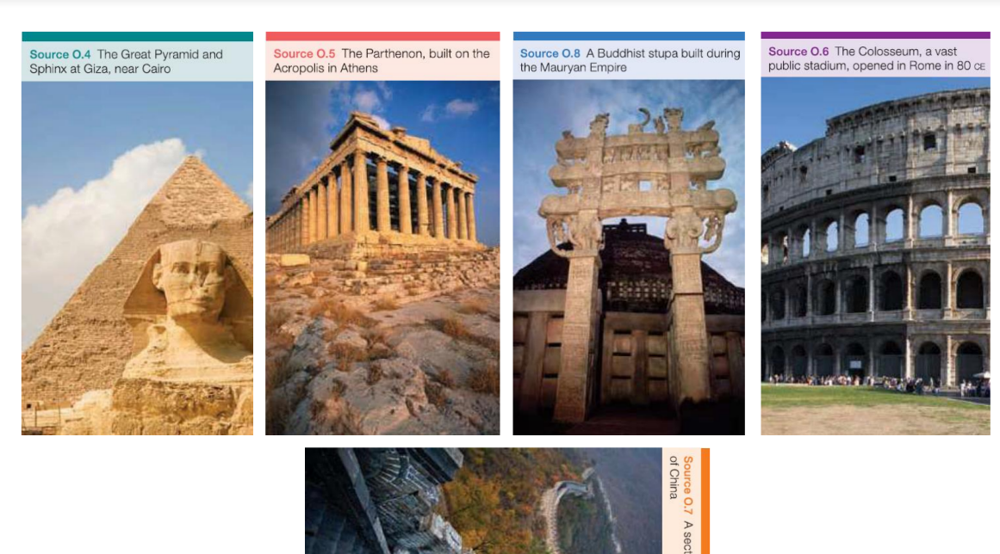 Source O.4 The Great Pyramid and
Sphinx at Giza, near Cairo
Source O.5 The Parthenon, built on the
Acropolis in Athens
Source O.8 A Buddhist stupa built during
the Mauryan Empire
Source O.6 The Colosseum, a vast
public stadium, opened in Rome in 80 CE
Source O.7 A sect
of China